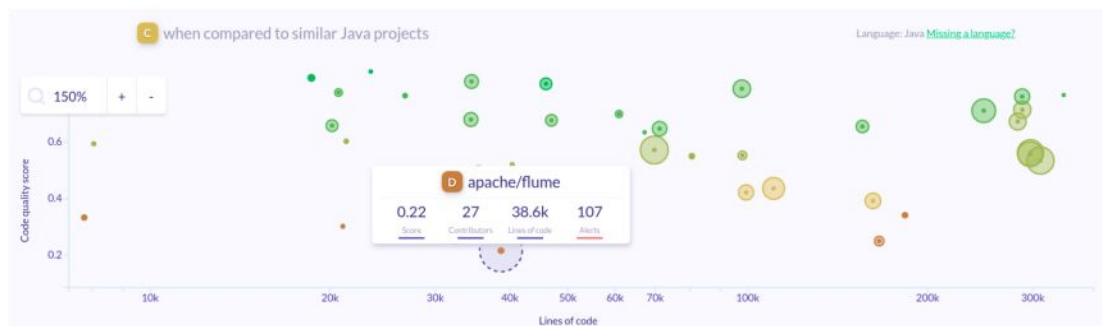 C when compared to similar Java projects
Language: Java Missing a language?
150% + -
0.6
0.4
0.2
Code quality score
D apache/flume
0.22 27 38.6k 107
Score Contributors Lines of code Alerts
10k 20k 30k 40k 50k 60k 70k 100k 200k 300k
Lines of code